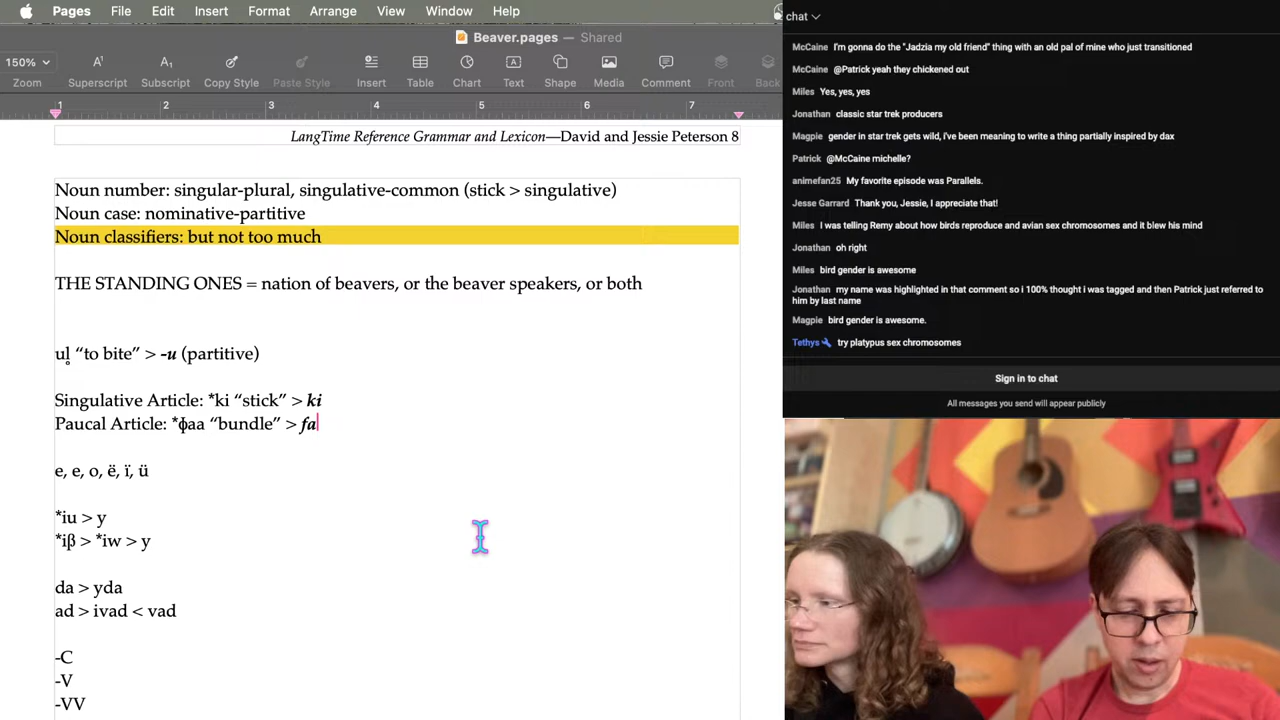 Pages File Edit Insert Format Arrange View Window Help
Beaver.pages — Shared
150%
Zoom Superscript Subscript Copy Style Paste Style Insert Table Chart Text Shape Media Comment Front Back
1 2 3 4 5 6 7
LangTime Reference Grammar and Lexicon—David and Jessie Peterson 8
Noun number: singular-plural, singulative-common (stick > singulative)
Noun case: nominative-partitive
Noun classifiers: but not too much
THE STANDING ONES = nation of beavers, or the beaver speakers, or both
ul̥ “to bite” > -u (partitive)
Singulative Article: *ki “stick” > ki
Paucal Article: *ɸaa “bundle” > fa
e, e, o, ë, ï, ü
*iu > y
*iβ > *iw > y
da > yda
ad > ivad < vad
-C
-V
-VV
chat
McCaine I'm gonna do the "Jadzia my old friend" thing with an old pal of mine who just transitioned
McCaine @Patrick yeah they chickened out
Miles Yes, yes, yes
Jonathan classic star trek producers
Magpie gender in star trek gets wild, i've been meaning to write a thing partially inspired by dax
Patrick @McCaine michelle?
animefan25 My favorite episode was Parallels.
Jesse Garrard Thank you, Jessie, I appreciate that!
Miles I was telling Remy about how birds reproduce and avian sex chromosomes and it blew his mind
Jonathan oh right
Miles bird gender is awesome
Jonathan my name was highlighted in that comment so i 100% thought i was tagged and then Patrick just referred to
him by last name
Magpie bird gender is awesome.
Tethys try platypus sex chromosomes
Sign in to chat
All messages you send will appear publicly